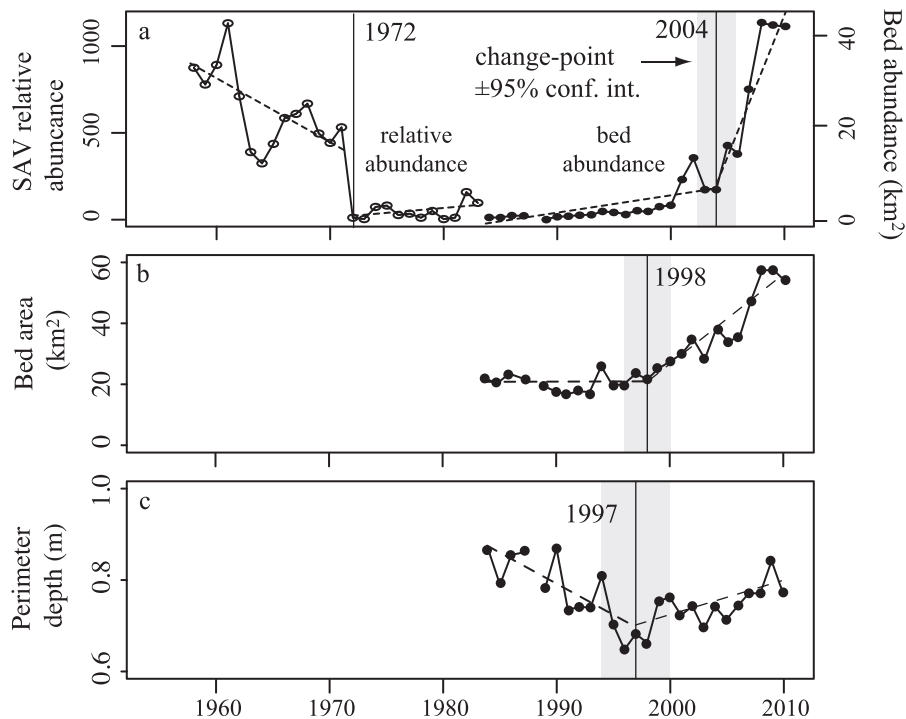 a
1972
2004
change-point
±95% conf. int.
relative
abundance
bed
abundance
SAV relative
abuncance
0
500
1000
Bed abundance (km²)
0
20
40
b
1998
Bed area
(km²)
0
20
40
60
c
1997
Perimeter
depth (m)
0.6
0.8
1.0
1960
1970
1980
1990
2000
2010